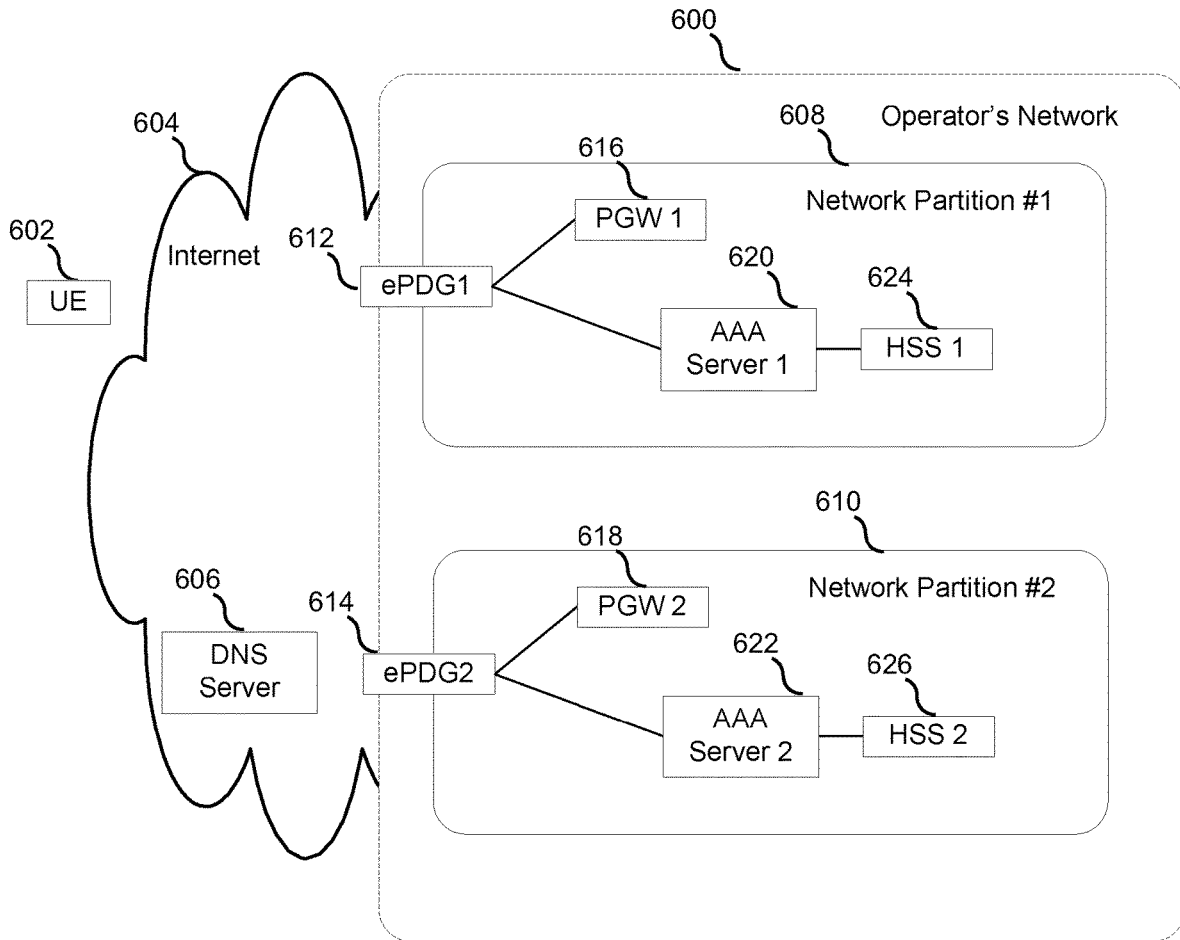 600
Operator's Network
604
608
616
Network Partition #1
PGW 1
602
Internet
612
620
624
UE
ePDG1
AAA
Server 1
HSS 1
610
618
Network Partition #2
606
614
PGW 2
DNS
Server
622
626
ePDG2
AAA
Server 2
HSS 2